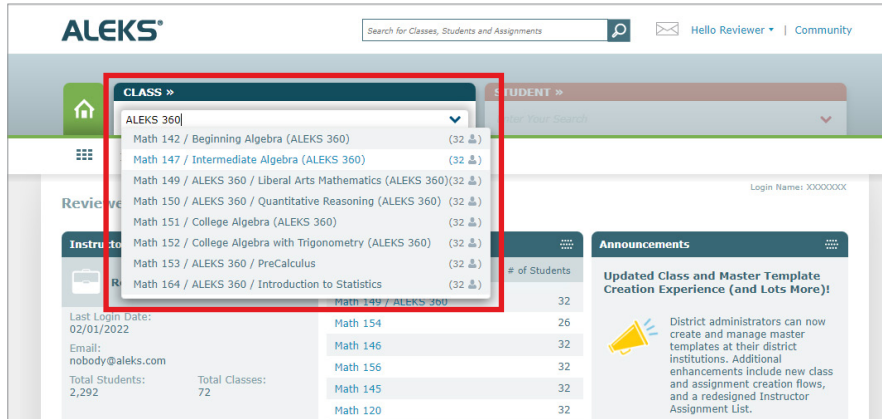 ALEKS®
Search for Classes, Students and Assignments
Hello Reviewer ▾ | Community
CLASS »
STUDENT »
ALEKS 360
Enter Your Search
Math 142 / Beginning Algebra (ALEKS 360) (32)
Math 147 / Intermediate Algebra (ALEKS 360) (32)
Math 149 / ALEKS 360 / Liberal Arts Mathematics (ALEKS 360)(32)
Math 150 / ALEKS 360 / Quantitative Reasoning (ALEKS 360) (32)
Math 151 / College Algebra (ALEKS 360) (32)
Math 152 / College Algebra with Trigonometry (ALEKS 360) (32)
Math 153 / ALEKS 360 / PreCalculus (32)
Math 164 / ALEKS 360 / Introduction to Statistics (32)
Login Name: XXXXXXX
Reviewe
Instructo
R
Last Login Date:
02/01/2022
Email:
nobody@aleks.com
Total Students:
2,292
Total Classes:
72
# of Students
Math 149 / ALEKS 360 32
Math 154 26
Math 146 32
Math 156 32
Math 145 32
Math 120 32
Announcements
Updated Class and Master Template
Creation Experience (and Lots More)!
District administrators can now
create and manage master
templates at their district
institutions. Additional
enhancements include new class
and assignment creation flows,
and a redesigned Instructor
Assignment List.